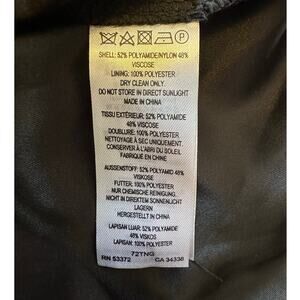 P
SHELL: 52% POLYAMIDE/NYLON 48%
VISCOSE
LINING: 100% POLYESTER
DRY CLEAN ONLY.
DO NOT STORE IN DIRECT SUNLIGHT
MADE IN CHINA
TISSU EXTÉRIEUR: 52% POLYAMIDE
48% VISCOSE
DOUBLURE: 100% POLYESTER
NETTOYAGE À SEC UNIQUEMENT.
CONSERVER À L'ABRI DU SOLEIL
FABRIQUÉ EN CHINE
AUSSENSTOFF: 52% POLYAMID 48%
VISKOSE
FUTTER: 100% POLYESTER
NUR CHEMISCHE REINIGUNG.
NICHT IN DIREKTEM SONNENLICHT
LAGERN
HERGESTELLT IN CHINA
LAPISAN LUAR: 52% POLYAMIDE
48% VISKOS
LAPISAN: 100% POLYESTER
72TNG
RN 53372 CA 34336